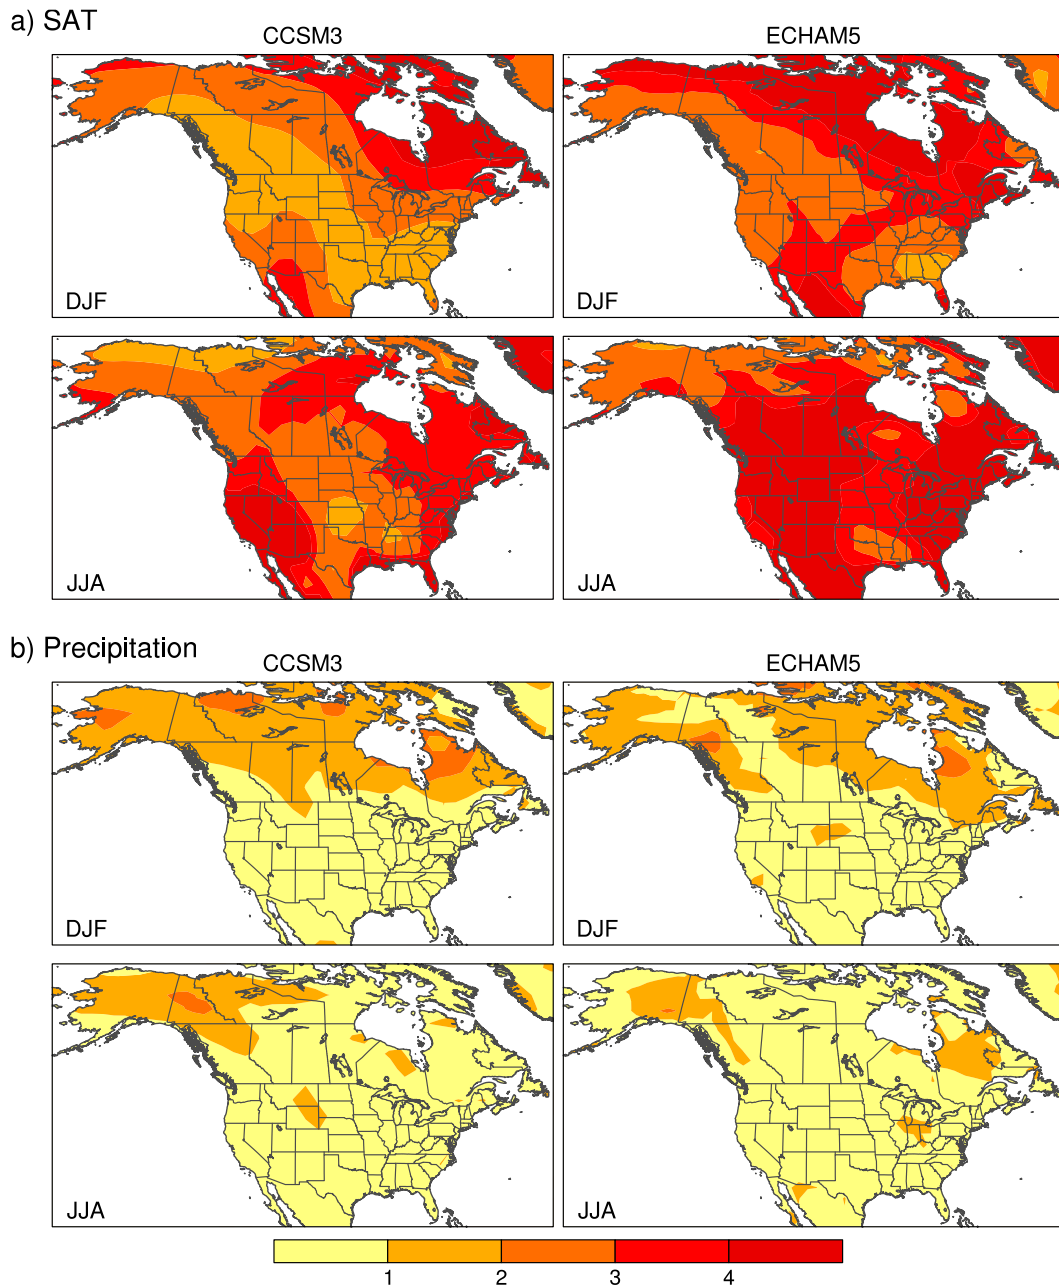 a) SAT
CCSM3 ECHAM5
DJF DJF
JJA JJA
b) Precipitation
CCSM3 ECHAM5
DJF DJF
JJA JJA
1 2 3 4